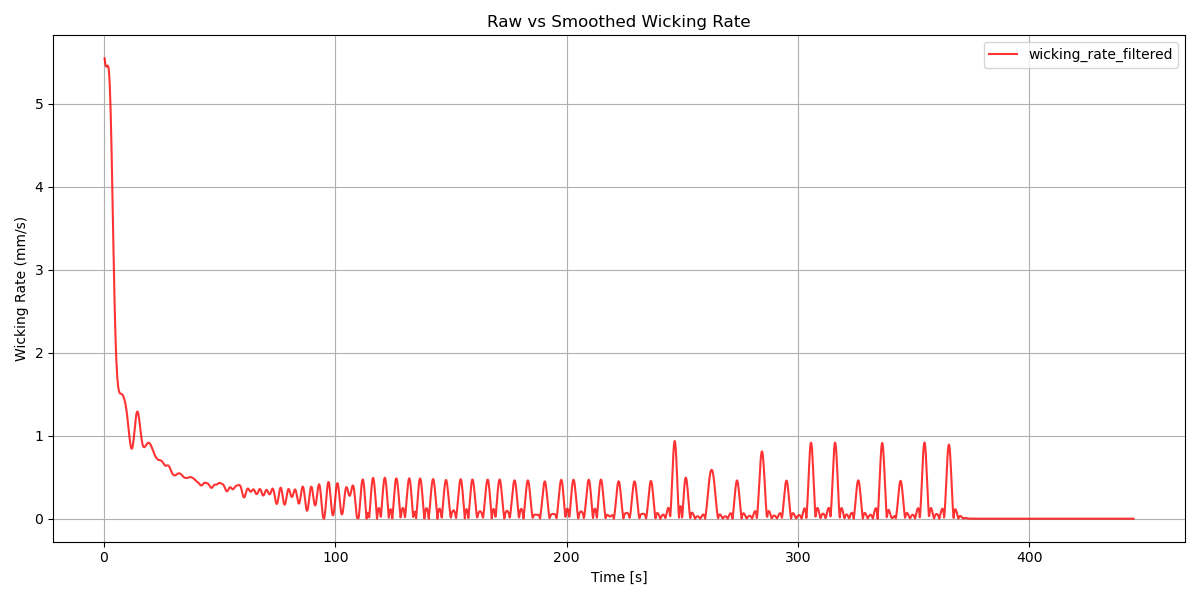 Raw vs Smoothed Wicking Rate
wicking_rate_filtered
Wicking Rate (mm/s)
5
4
3
2
1
0
0
100
200
300
400
Time [s]